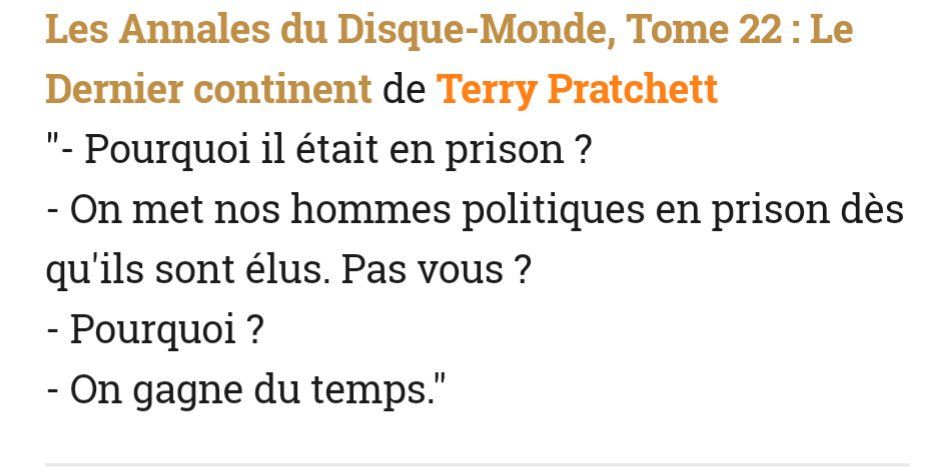 Les Annales du Disque-Monde, Tome 22 : Le
Dernier continent de Terry Pratchett
"- Pourquoi il était en prison ?
- On met nos hommes politiques en prison dès
qu'ils sont élus. Pas vous ?
- Pourquoi ?
- On gagne du temps."